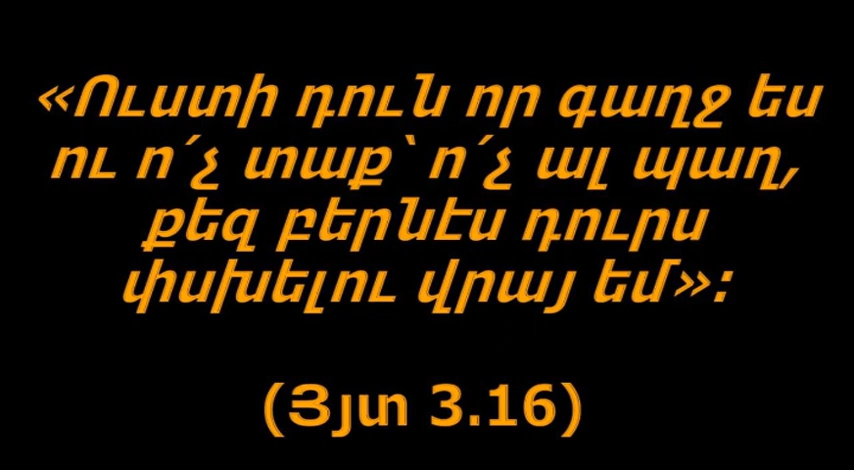 «Ուստի դուն որ գաղջ ես
ու ո՛չ տաք՝ ո՛չ ալ պաղ,
քեզ բերնէս դուրս
փսխելու վրայ եմ»։
(Յյտ 3.16)